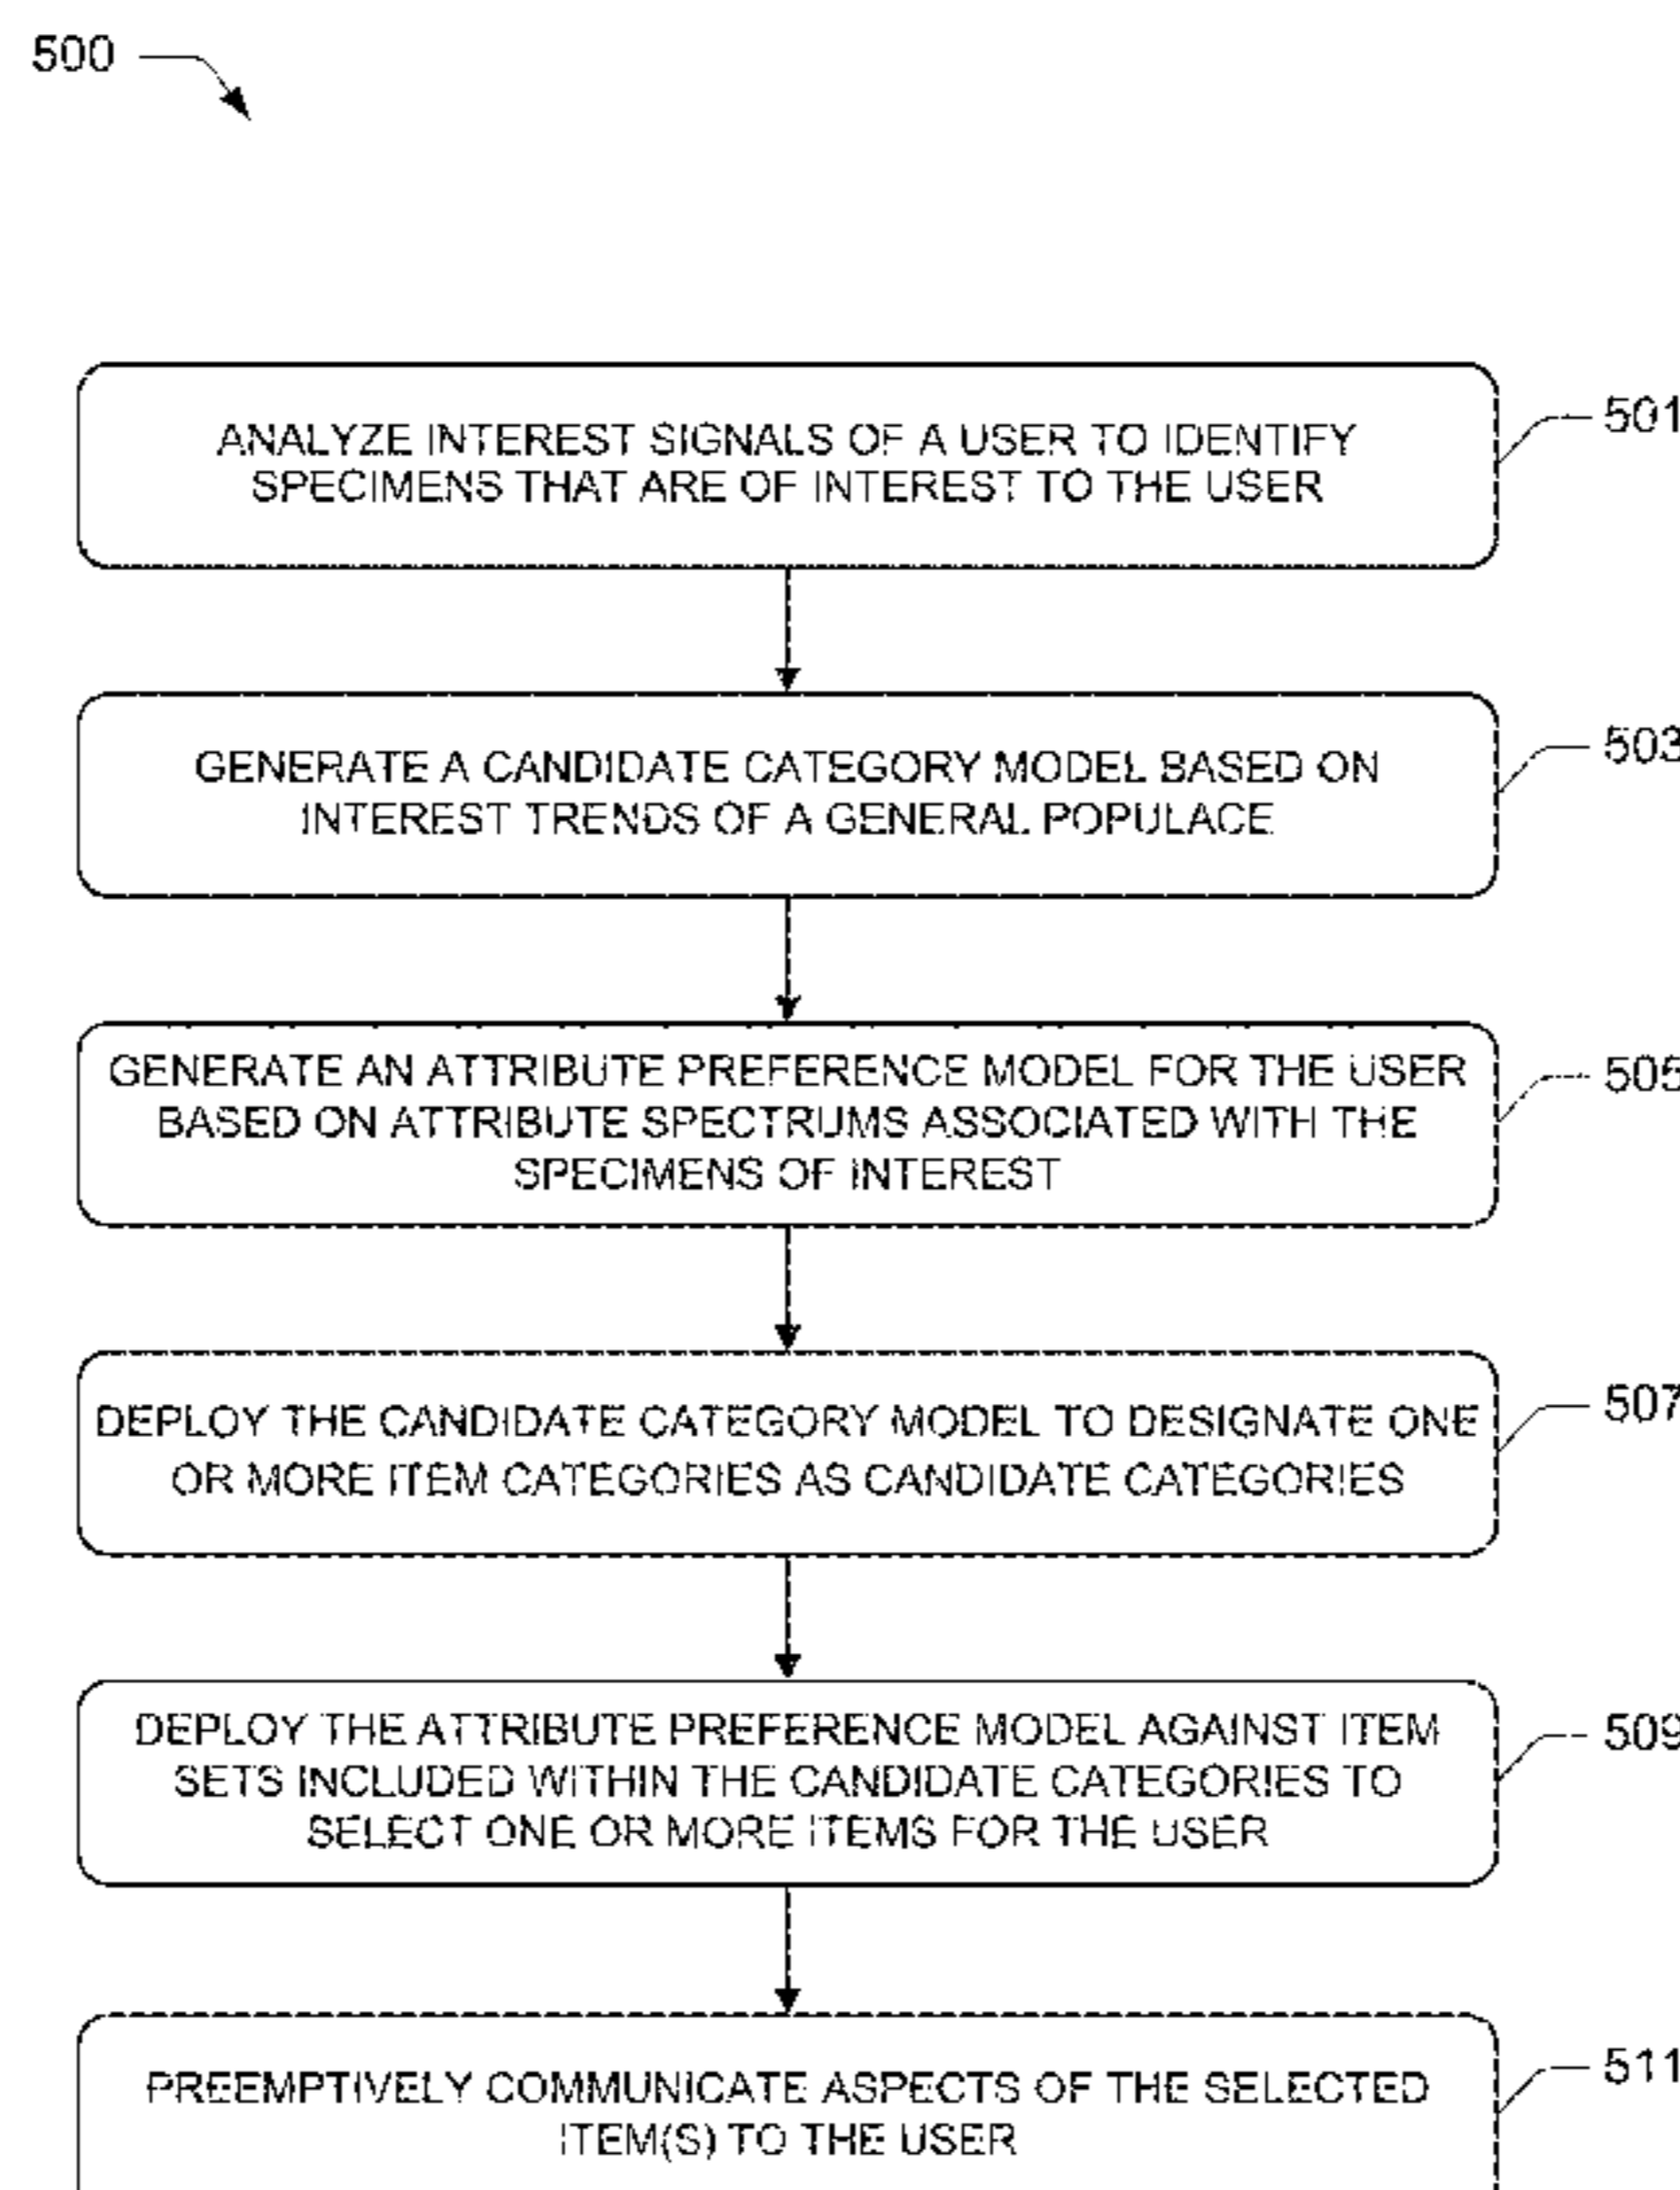 500
ANALYZE INTEREST SIGNALS OF A USER TO IDENTIFY
SPECIMENS THAT ARE OF INTEREST TO THE USER
501
GENERATE A CANDIDATE CATEGORY MODEL BASED ON
INTEREST TRENDS OF A GENERAL POPULACE
503
GENERATE AN ATTRIBUTE PREFERENCE MODEL FOR THE USER
BASED ON ATTRIBUTE SPECTRUMS ASSOCIATED WITH THE
SPECIMENS OF INTEREST
505
DEPLOY THE CANDIDATE CATEGORY MODEL TO DESIGNATE ONE
OR MORE ITEM CATEGORIES AS CANDIDATE CATEGORIES
507
DEPLOY THE ATTRIBUTE PREFERENCE MODEL AGAINST ITEM
SETS INCLUDED WITHIN THE CANDIDATE CATEGORIES TO
SELECT ONE OR MORE ITEMS FOR THE USER
509
PREEMPTIVELY COMMUNICATE ASPECTS OF THE SELECTED
ITEM(S) TO THE USER
511